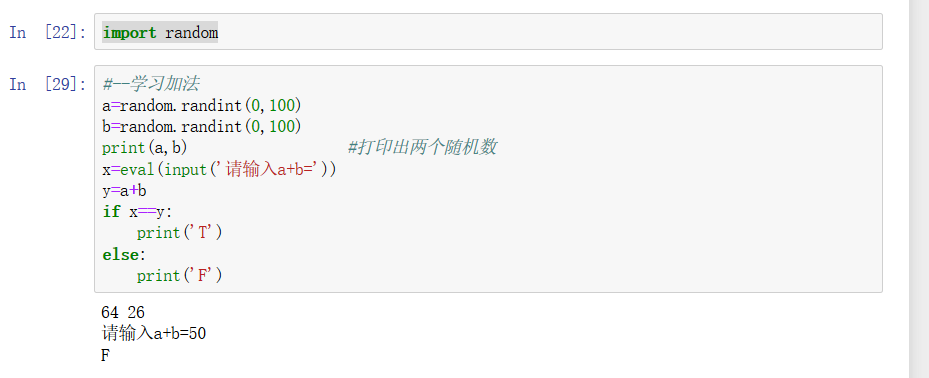 In [22]: import random
In [29]: #--学习加法
a=random.randint(0,100)
b=random.randint(0,100)
print(a,b) #打印出两个随机数
x=eval(input('请输入a+b='))
y=a+b
if x==y:
    print('T')
else:
    print('F')
64 26
请输入a+b=50
F